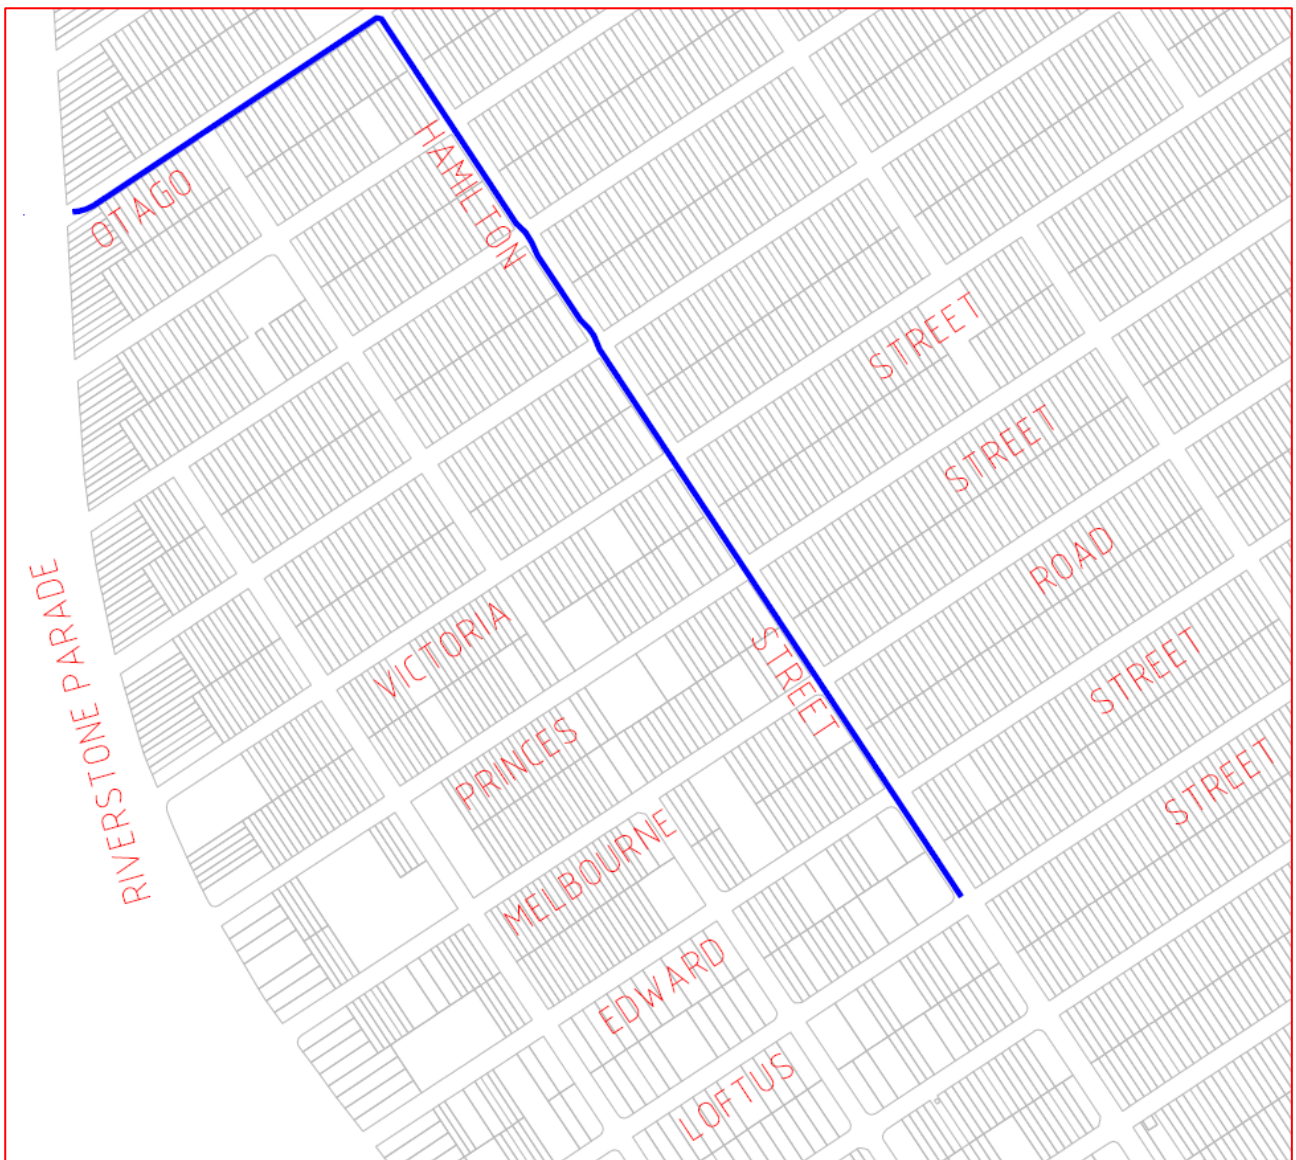 OTAGO
HAMILTON
STREET
STREET
ROAD
RIVERSTONE PARADE
VICTORIA
STREET
STREET
PRINCES
STREET
MELBOURNE
EDWARD
LOFTUS